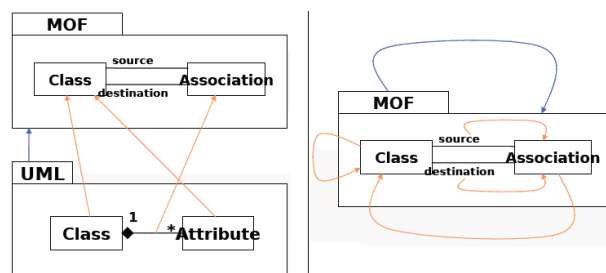 MOF
source
Class
Association
destination
UML
1
Class
*Attribute
MOF
source
Class
Association
destination